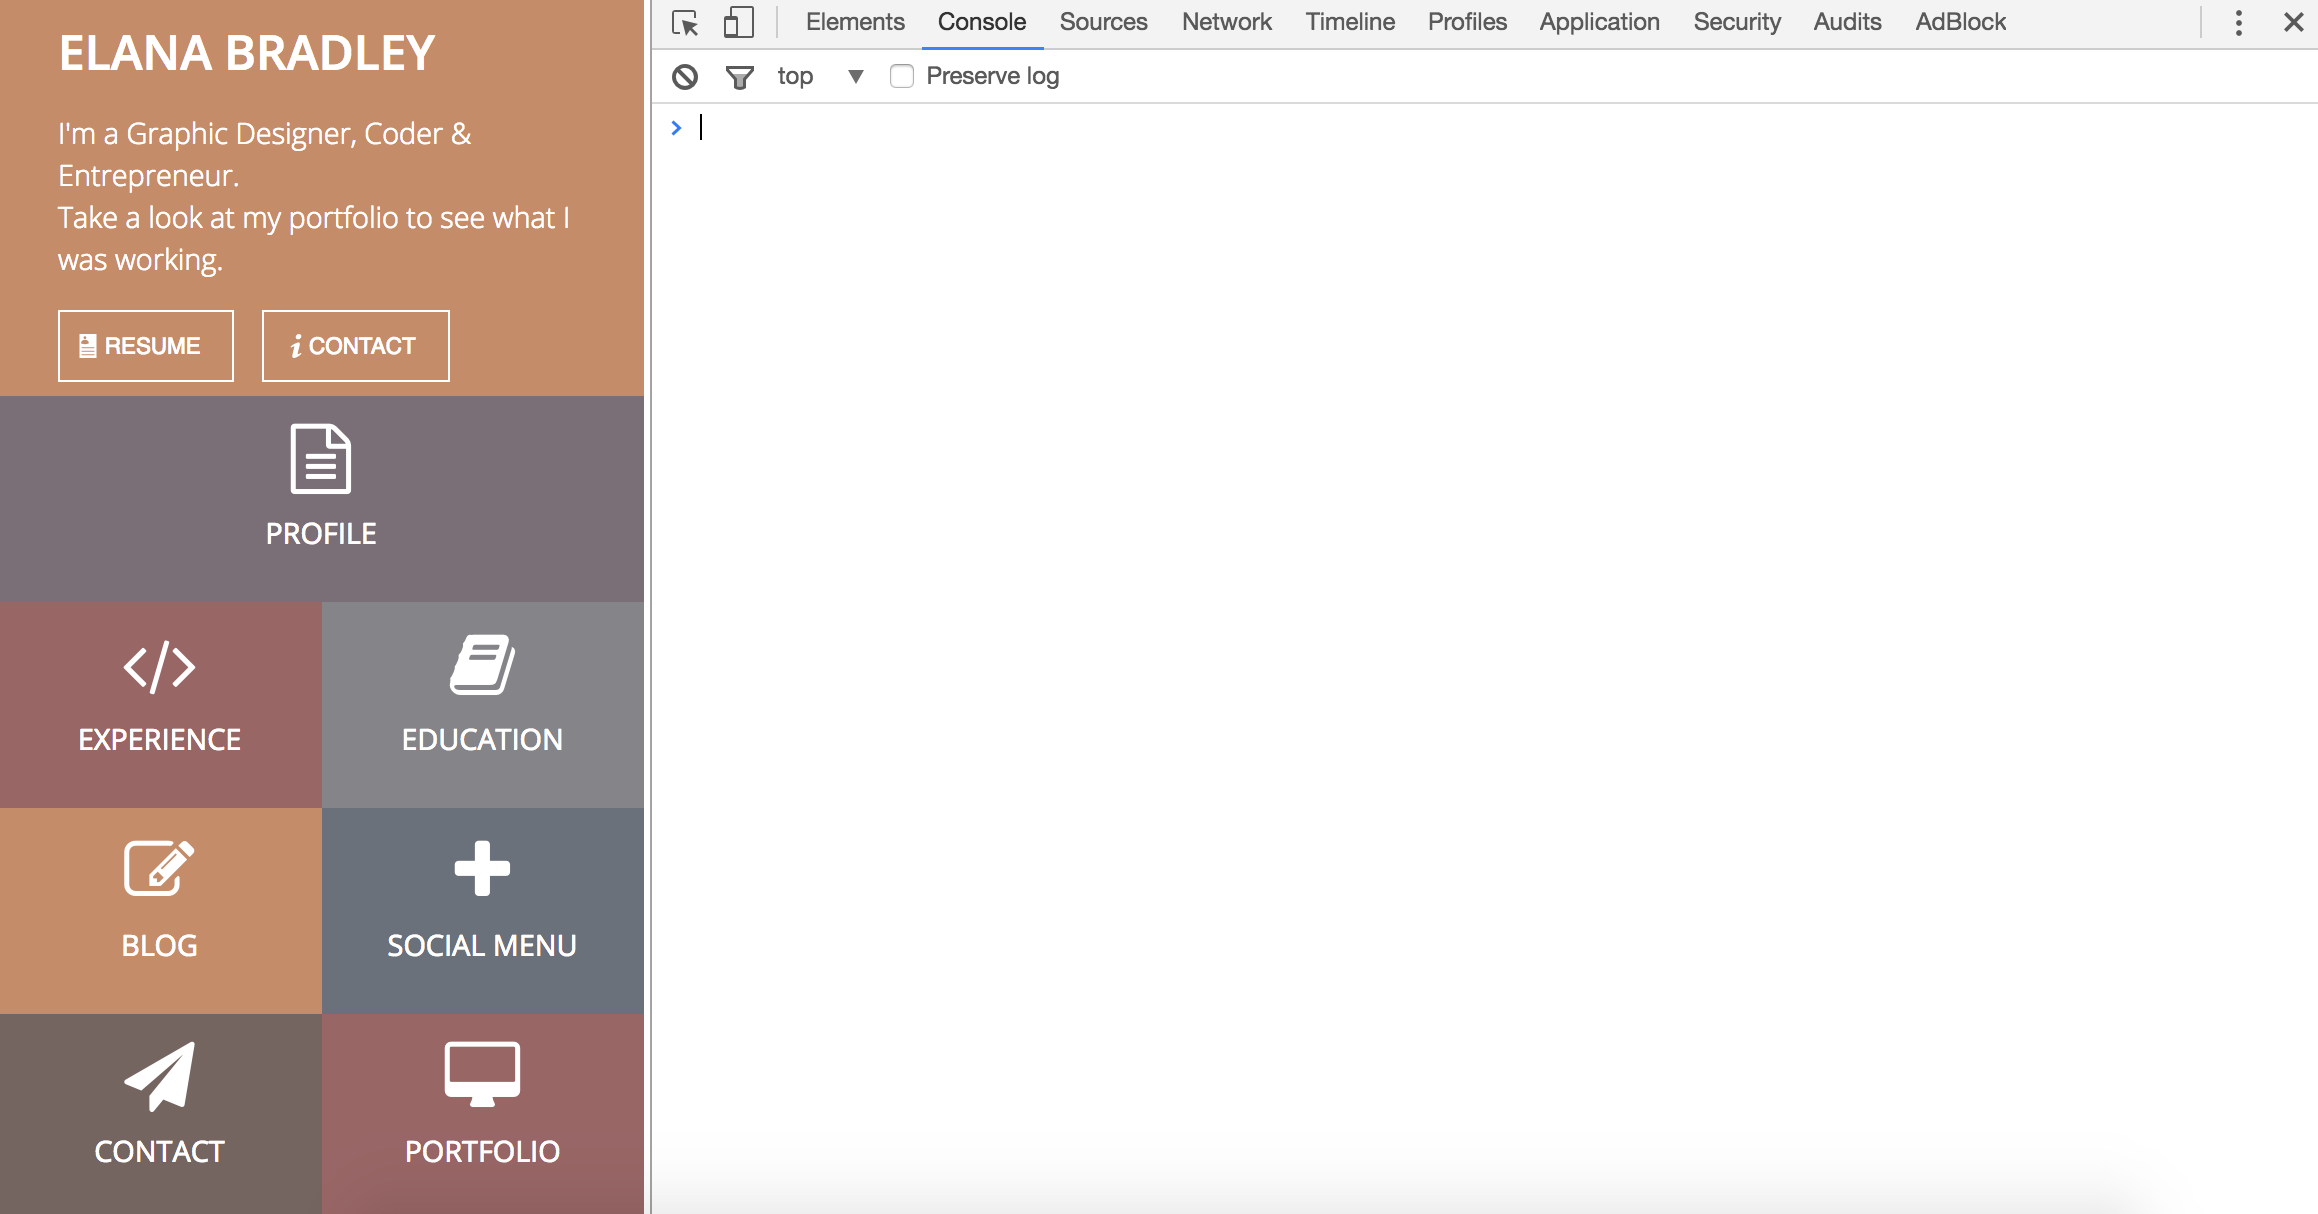 ELANA BRADLEY
I'm a Graphic Designer, Coder &
Entrepreneur.
Take a look at my portfolio to see what I
was working.
RESUME
CONTACT
PROFILE
EXPERIENCE
EDUCATION
BLOG
SOCIAL MENU
CONTACT
PORTFOLIO
Elements Console Sources Network Timeline Profiles Application Security Audits AdBlock
top Preserve log